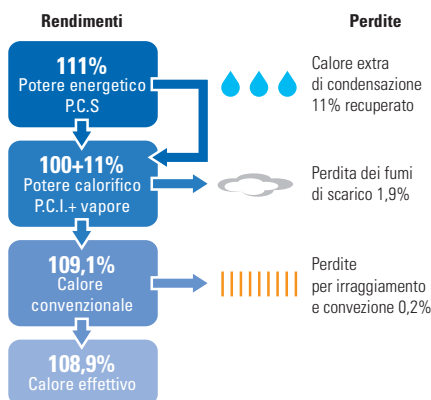 Rendimenti
Perdite
111%
Potere energetico
P.C.S
Calore extra
di condensazione
11% recuperato
100+11%
Potere calorifico
P.C.I.+ vapore
Perdita dei fumi
di scarico 1,9%
109,1%
Calore
convenzionale
Perdite
per irraggiamento
e convezione 0,2%
108,9%
Calore effettivo